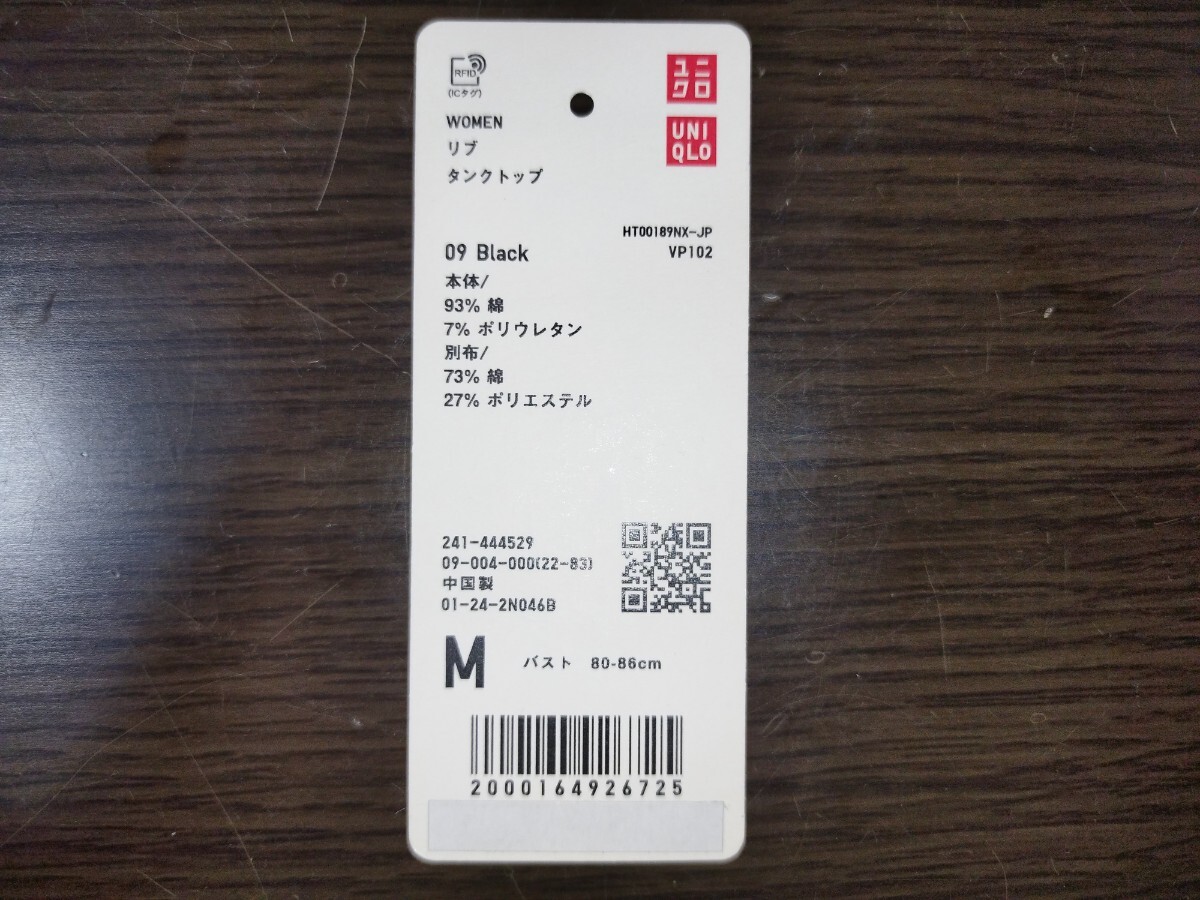 RFID
(ICタグ)
ユニ
クロ
UNI
QLO
WOMEN
リブ
タンクトップ
HT00189NX-JP
VP102
09 Black
本体/
93% 綿
7% ポリウレタン
別布/
73% 綿
27% ポリエステル
241-444529
09-004-000(22-83)
中国製
01-24-2N046B
M バスト 80-86cm
2000164926725